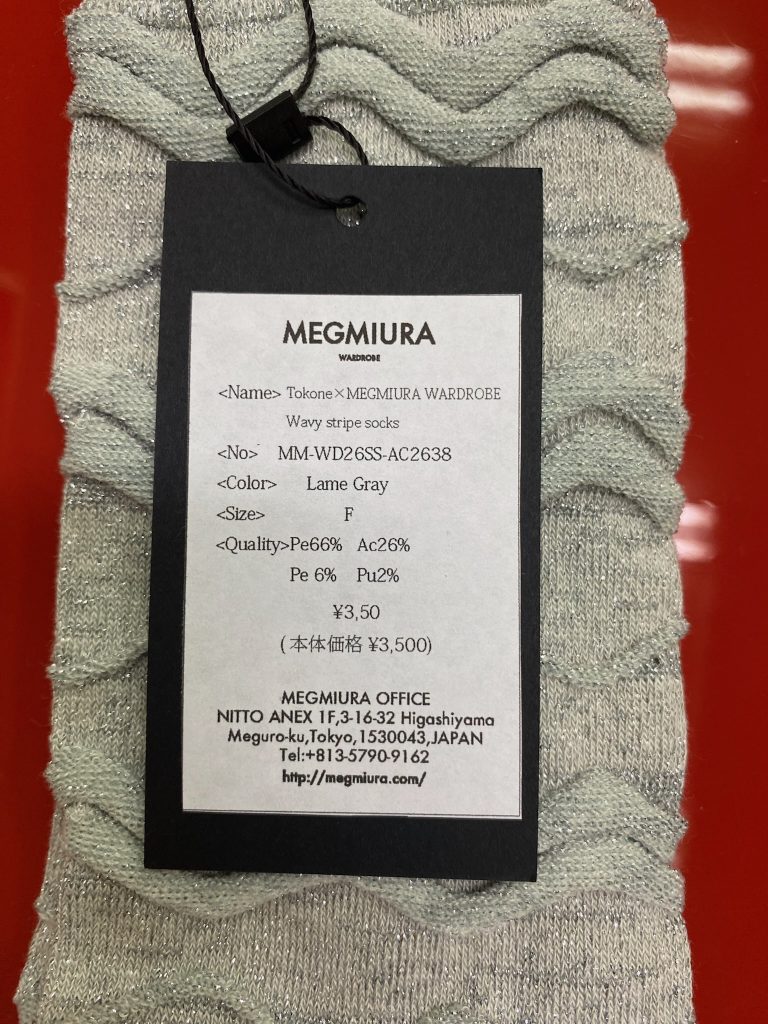 MEGMIURA
WARDROBE
<Name> Tokone×MEGMIURA WARDROBE
Wavy stripe socks
<No> MM-WD26SS-AC2638
<Color> Lame Gray
<Size> F
<Quality>Pe66% Ac26%
Pe 6% Pu2%
¥3,50
(本体価格 ¥3,500)
MEGMIURA OFFICE
NITTO ANEX 1F,3-16-32 Higashiyama
Meguro-ku,Tokyo,1530043,JAPAN
Tel:+813-5790-9162
http://megmiura.com/